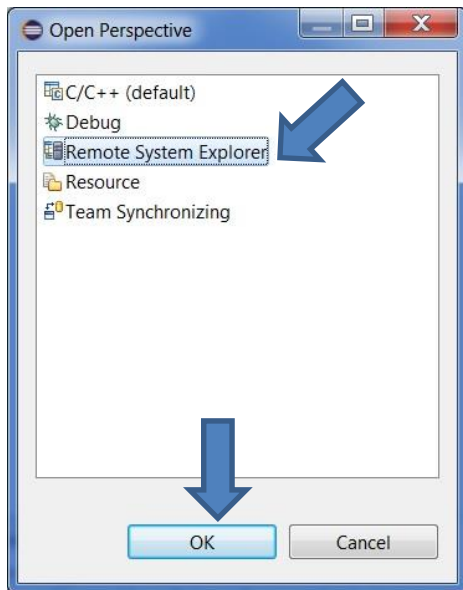 Open Perspective
C/C++ (default)
Debug
Remote System Explorer
Resource
Team Synchronizing
OK
Cancel